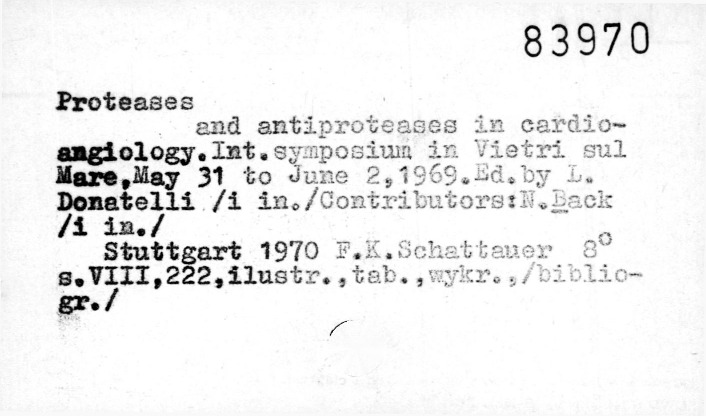 83970
Proteases
and antiproteases in cardio-
angiology.Int.symposium in Vietri sul
Mare,May 31 to June 2,1969.Ed.by L.
Donatelli /i in./Contributors:N.Back
/i in./
Stuttgart 1970 F.K.Schattauer 8°
s.VIII,222,ilustr.,tab.,wykr.,/biblio-
gr./